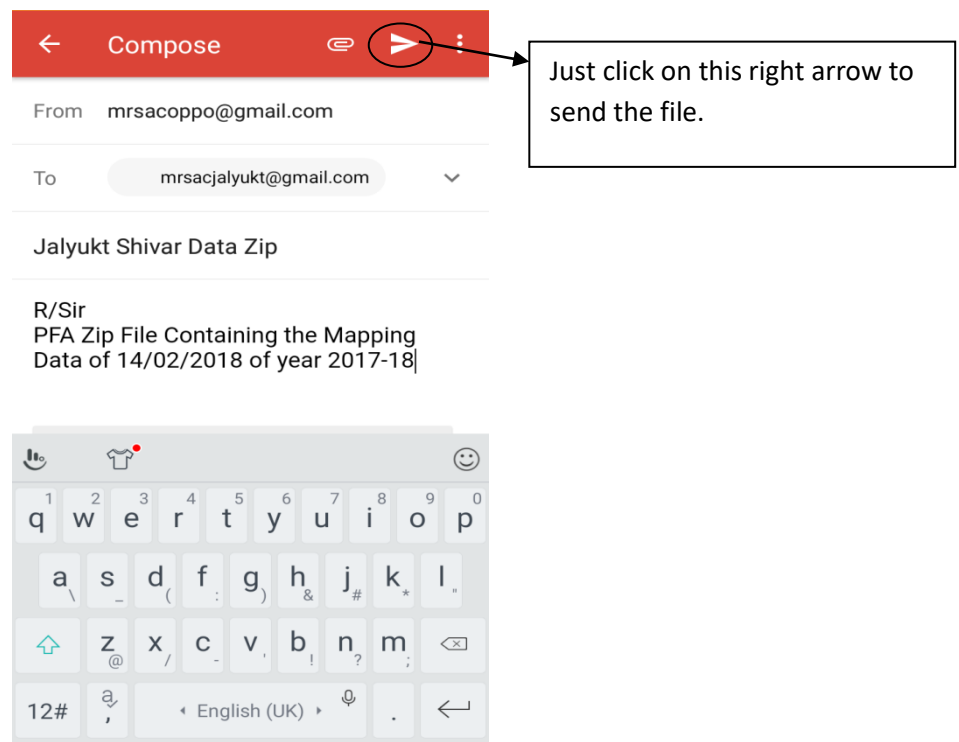 Compose
Just click on this right arrow to
send the file.
From mrsacoppo@gmail.com
To mrsacjalyukt@gmail.com
Jalyukt Shivar Data Zip
R/Sir
PFA Zip File Containing the Mapping
Data of 14/02/2018 of year 2017-18
1 2 3 4 5 6 7 8 9 0
q w e r t y u i o p
a s d f g h j k l
\ _ ( : ) & # * "
z x c v b n m
@ / - ' ! ? ;
12# a , English (UK) .